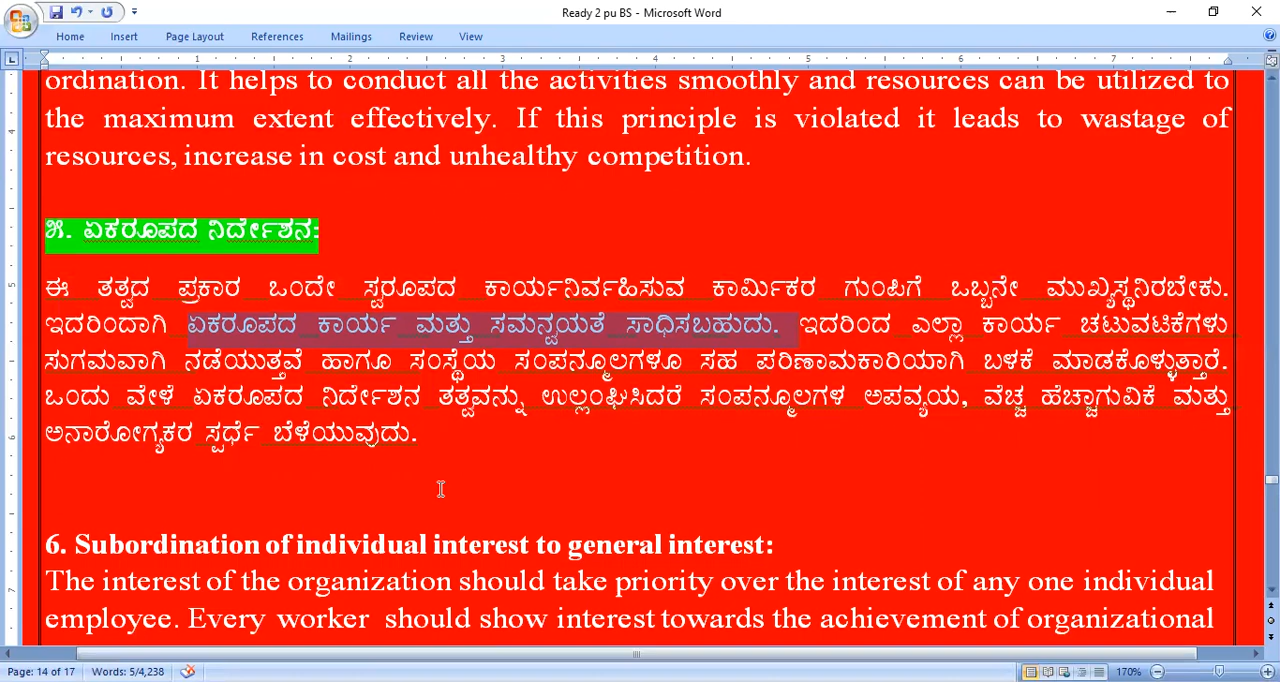 Ready 2 pu BS - Microsoft Word
Home Insert Page Layout References Mailings Review View
1 2 3 4 5 6 7
ordination. It helps to conduct all the activities smoothly and resources can be utilized to
the maximum extent effectively. If this principle is violated it leads to wastage of
resources, increase in cost and unhealthy competition.
೫. ಏಕರೂಪದ ನಿರ್ದೇಶನ:
ಈ ತತ್ವದ ಪ್ರಕಾರ ಒಂದೇ ಸ್ವರೂಪದ ಕಾರ್ಯನಿರ್ವಹಿಸುವ ಕಾರ್ಮಿಕರ ಗುಂಪಿಗೆ ಒಬ್ಬನೇ ಮುಖ್ಯಸ್ಥನಿರಬೇಕು.
ಇದರಿಂದಾಗಿ ಏಕರೂಪದ ಕಾರ್ಯ ಮತ್ತು ಸಮನ್ವಯತೆ ಸಾಧಿಸಬಹುದು. ಇದರಿಂದ ಎಲ್ಲಾ ಕಾರ್ಯ ಚಟುವಟಿಕೆಗಳು
ಸುಗಮವಾಗಿ ನಡೆಯುತ್ತವೆ ಹಾಗೂ ಸಂಸ್ಥೆಯ ಸಂಪನ್ಮೂಲಗಳೂ ಸಹ ಪರಿಣಾಮಕಾರಿಯಾಗಿ ಬಳಕೆ ಮಾಡಕೊಳ್ಳುತ್ತಾರೆ.
ಒಂದು ವೇಳೆ ಏಕರೂಪದ ನಿರ್ದೇಶನ ತತ್ವವನ್ನು ಉಲ್ಲಂಘಿಸಿದರೆ ಸಂಪನ್ಮೂಲಗಳ ಅಪವ್ಯಯ, ವೆಚ್ಚ ಹೆಚ್ಚಾಗುವಿಕೆ ಮತ್ತು
ಅನಾರೋಗ್ಯಕರ ಸ್ಪರ್ಧೆ ಬೆಳೆಯುವುದು.
6. Subordination of individual interest to general interest:
The interest of the organization should take priority over the interest of any one individual
employee. Every worker should show interest towards the achievement of organizational
Page: 14 of 17 Words: 5/4,238 170%